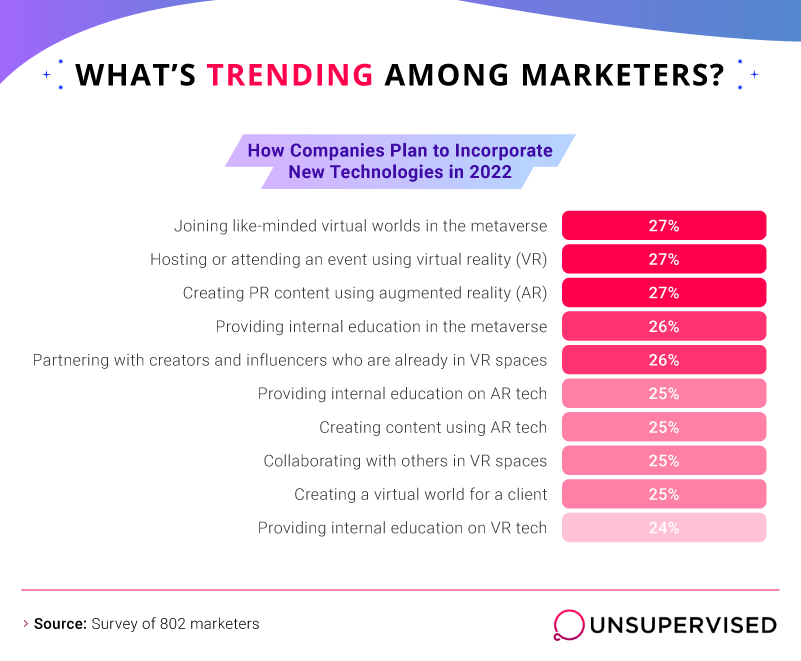 WHAT'S TRENDING AMONG MARKETERS?
How Companies Plan to Incorporate
New Technologies in 2022
Joining like-minded virtual worlds in the metaverse 27%
Hosting or attending an event using virtual reality (VR) 27%
Creating PR content using augmented reality (AR) 27%
Providing internal education in the metaverse 26%
Partnering with creators and influencers who are already in VR spaces 26%
Providing internal education on AR tech 25%
Creating content using AR tech 25%
Collaborating with others in VR spaces 25%
Creating a virtual world for a client 25%
Providing internal education on VR tech 24%
Source: Survey of 802 marketers
UNSUPERVISED